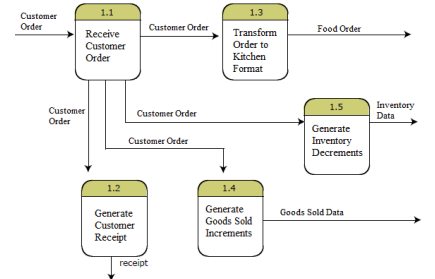 Customer
Order
1.1
Receive
Customer
Order
Customer Order
1.3
Transform
Order to
Kitchen
Format
Food Order
Customer
Order
Customer Order
Customer Order
1.5
Generate
Inventory
Decrements
Inventory
Data
1.2
Generate
Customer
Receipt
receipt
1.4
Generate
Goods Sold
Increments
Goods Sold Data